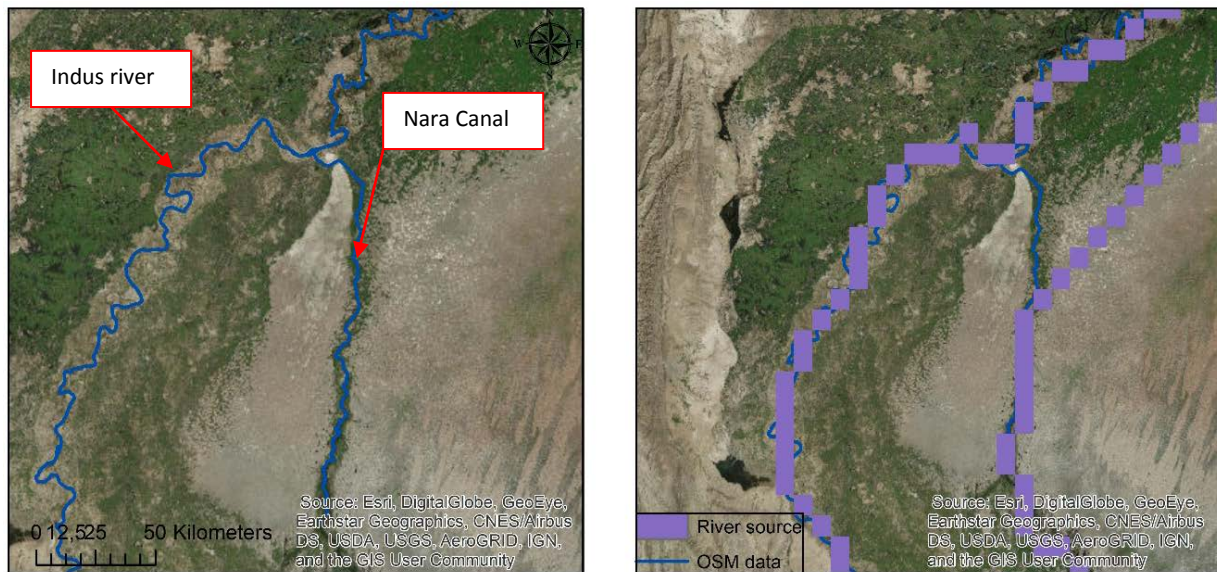 Indus river
Nara Canal
W
N
0 12,525 50 Kilometers
Source: Esri, DigitalGlobe, GeoEye,
Earthstar Geographics, CNES/Airbus
DS, USDA, USGS, AeroGRID, IGN,
and the GIS User Community
River source
OSM data
Source: Esri, DigitalGlobe, GeoEye,
Earthstar Geographics, CNES/Airbus
DS, USDA, USGS, AeroGRID, IGN,
and the GIS User Community